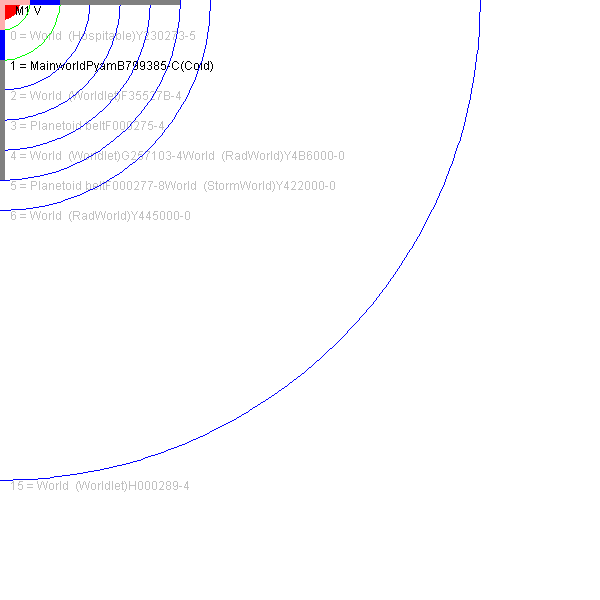 M1 V
0 = World (Hospitable)Y230273-5
1 = MainworldPyamB799385-C(Cold)
2 = World (Worldlet)F35527B-4
3 = Planetoid beltF000275-4
4 = World (Worldlet)G257103-4World (RadWorld)Y4B6000-0
5 = Planetoid beltF000277-8World (StormWorld)Y422000-0
6 = World (RadWorld)Y445000-0
15 = World (Worldlet)H000289-4